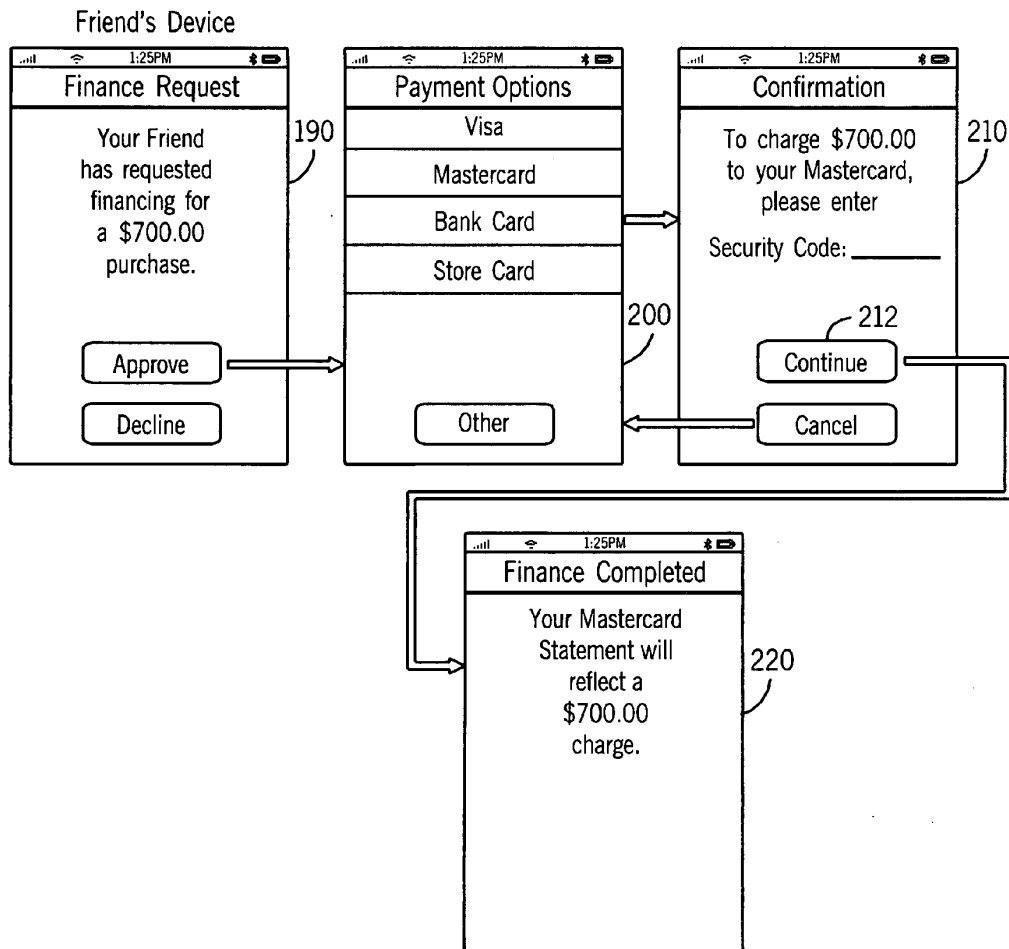 Friend's Device
1:25PM
Finance Request
Your Friend
has requested
financing for
a $700.00
purchase.
Approve
Decline
190
1:25PM
Payment Options
Visa
Mastercard
Bank Card
Store Card
Other
200
1:25PM
Confirmation
To charge $700.00
to your Mastercard,
please enter
Security Code:
212
Continue
Cancel
210
1:25PM
Finance Completed
Your Mastercard
Statement will
reflect a
$700.00
charge.
220